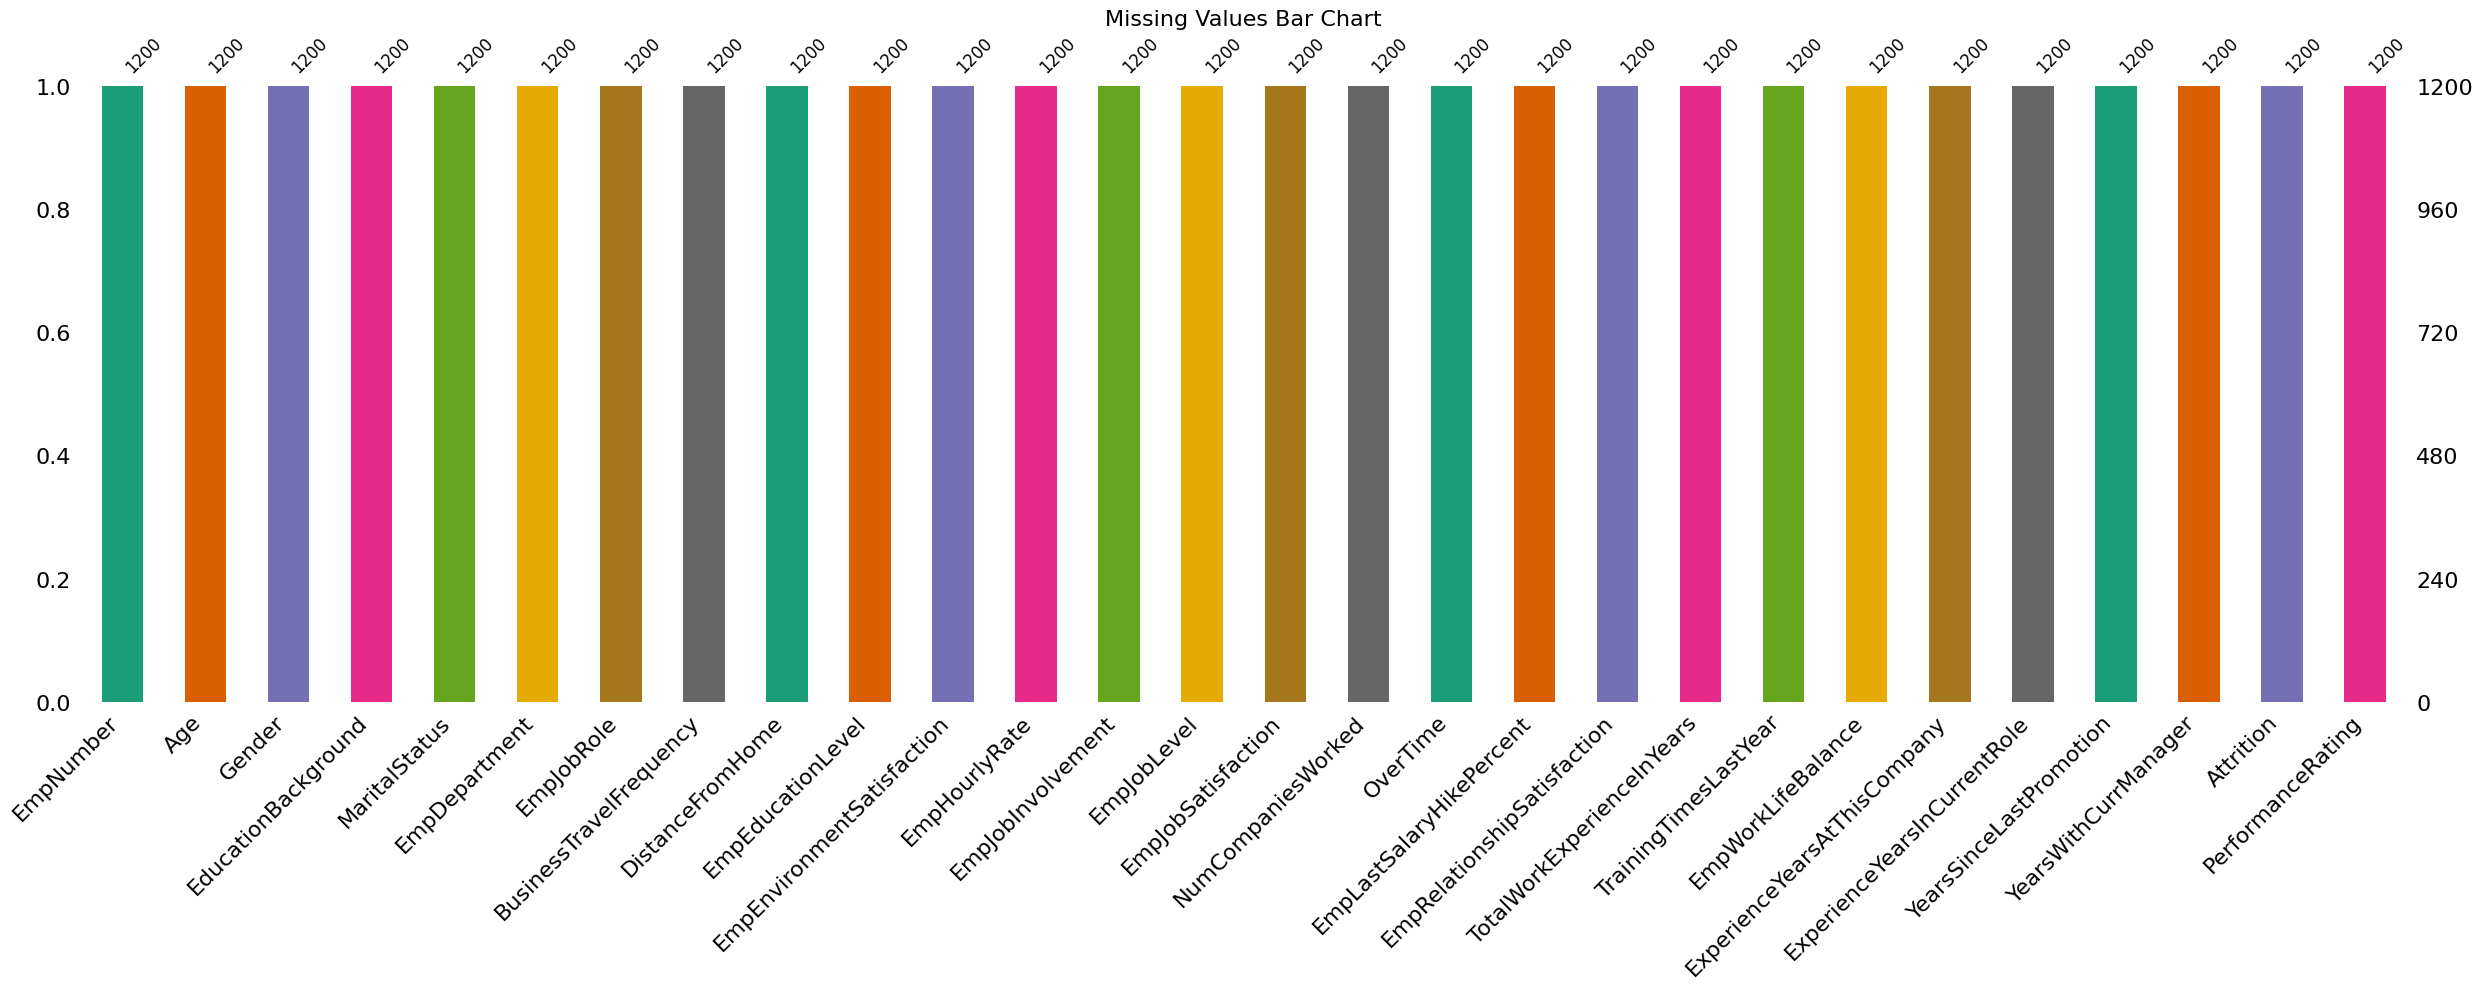 Missing Values Bar Chart
1200 1200 1200 1200 1200 1200 1200 1200 1200 1200 1200 1200 1200 1200 1200 1200 1200 1200 1200 1200 1200 1200 1200 1200 1200 1200 1200 1200
1.0 1200
0.8 960
0.6 720
0.4 480
0.2 240
0.0 0
EmpNumber
Age
Gender
EducationBackground
MaritalStatus
EmpDepartment
EmpJobRole
BusinessTravelFrequency
DistanceFromHome
EmpEducationLevel
EmpEnvironmentSatisfaction
EmpHourlyRate
EmpJobInvolvement
EmpJobLevel
EmpJobSatisfaction
NumCompaniesWorked
OverTime
EmpLastSalaryHikePercent
EmpRelationshipSatisfaction
TotalWorkExperienceInYears
TrainingTimesLastYear
EmpWorkLifeBalance
ExperienceYearsAtThisCompany
ExperienceYearsInCurrentRole
YearsSinceLastPromotion
YearsWithCurrManager
Attrition
PerformanceRating